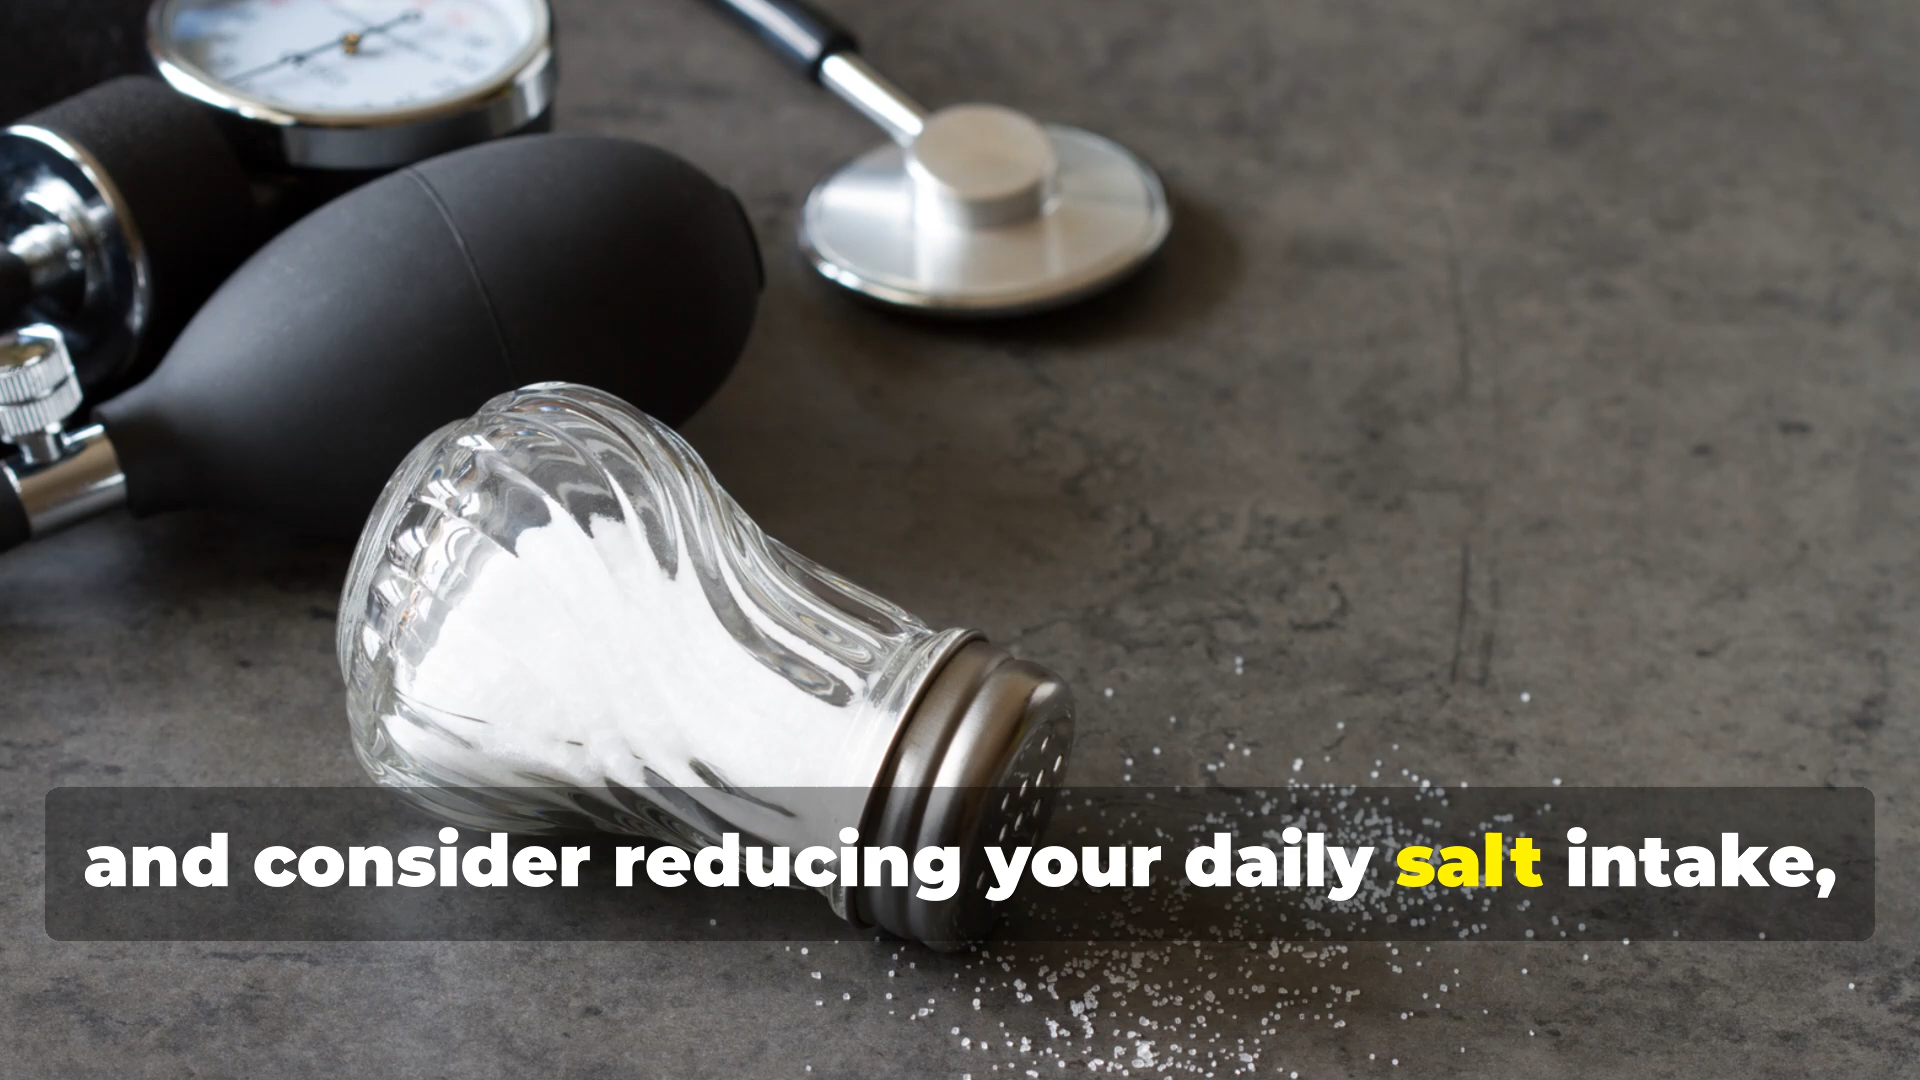 and consider reducing your daily salt intake,